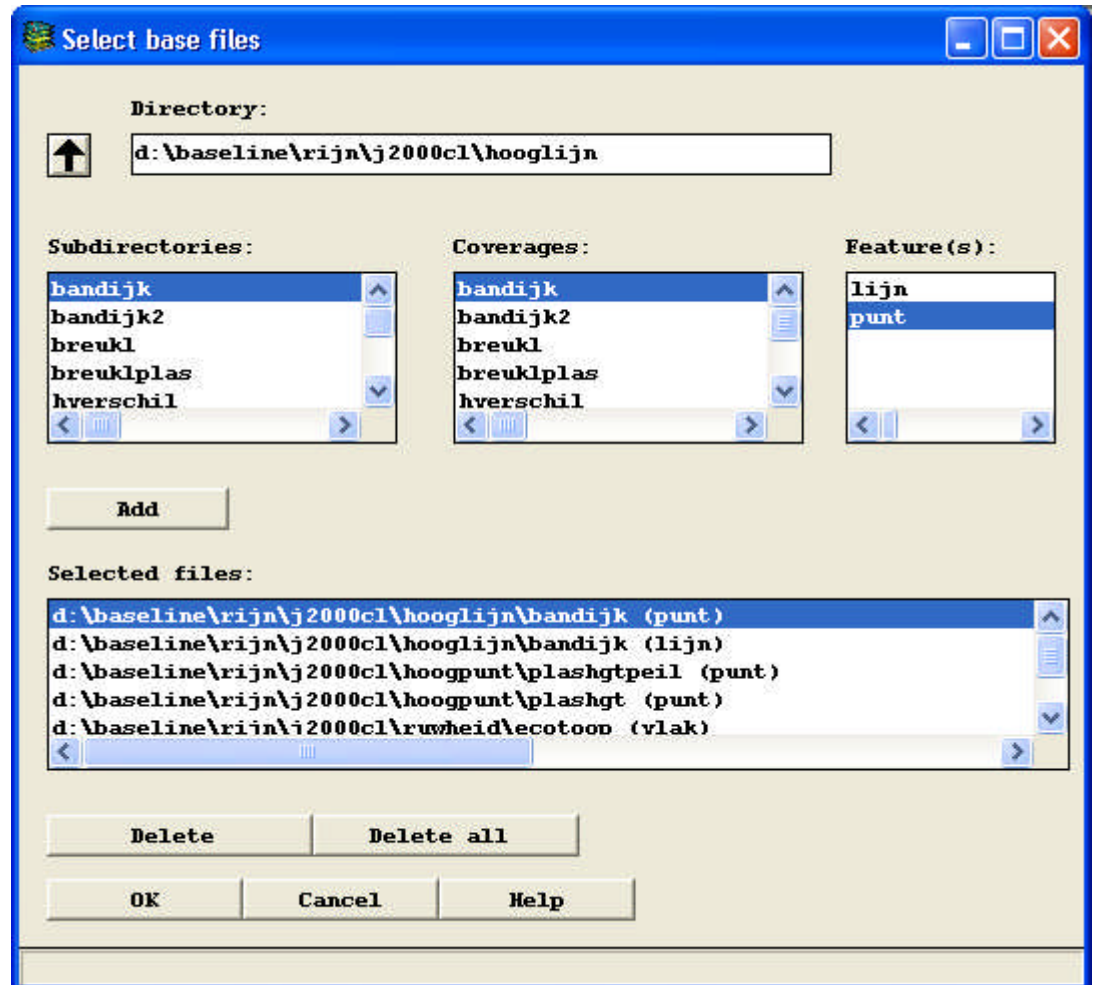 Select base files
Directory:
d:\baseline\rijn\j2000cl\hooglijn
Subdirectories:
bandijk
bandijk2
breukl
breuklplas
hverschil
Coverages:
bandijk
bandijk2
breukl
breuklplas
hverschil
Feature(s):
lijn
punt
Add
Selected files:
d:\baseline\rijn\j2000cl\hooglijn\bandijk (punt)
d:\baseline\rijn\j2000cl\hooglijn\bandijk (lijn)
d:\baseline\rijn\j2000cl\hoogpunt\plashgtpeil (punt)
d:\baseline\rijn\j2000cl\hoogpunt\plashgt (punt)
d:\baseline\rijn\j2000cl\ruwheid\ecotoop (vlak)
Delete
Delete all
OK
Cancel
Help